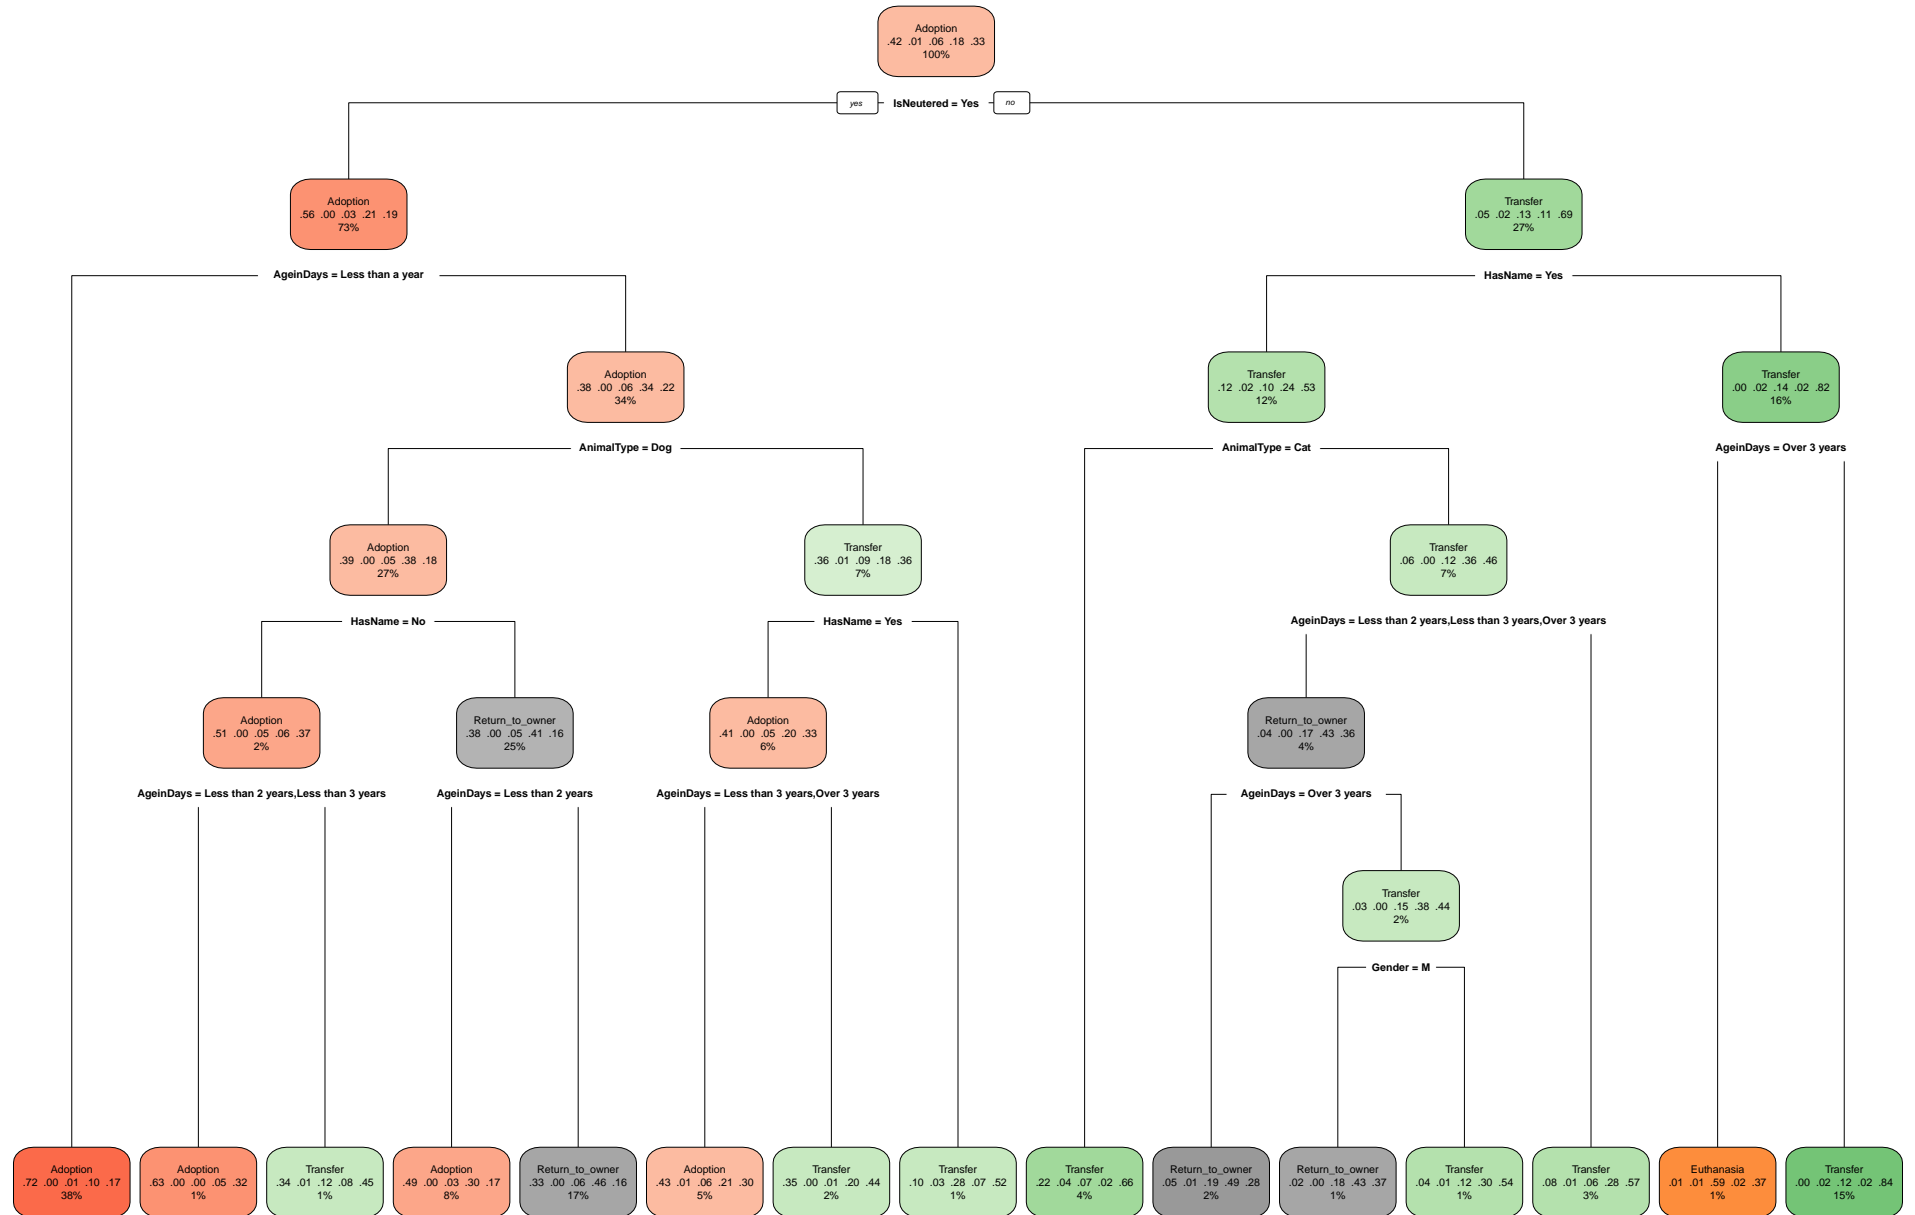 Adoption
.42 .01 .06 .18 .33
100%
yes
IsNeutered = Yes
no
Adoption
.56 .00 .03 .21 .19
73%
Transfer
.05 .02 .13 .11 .69
27%
AgeinDays = Less than a year
HasName = Yes
Adoption
.38 .00 .06 .34 .22
34%
Transfer
.12 .02 .10 .24 .53
12%
Transfer
.00 .02 .14 .02 .82
16%
AnimalType = Dog
AnimalType = Cat
AgeinDays = Over 3 years
Adoption
.39 .00 .05 .38 .18
27%
Transfer
.36 .01 .09 .18 .36
7%
Transfer
.06 .00 .12 .36 .46
7%
HasName = No
HasName = Yes
AgeinDays = Less than 2 years,Less than 3 years,Over 3 years
Adoption
.51 .00 .05 .06 .37
2%
Return_to_owner
.38 .00 .05 .41 .16
25%
Adoption
.41 .00 .05 .20 .33
6%
Return_to_owner
.04 .00 .17 .43 .36
4%
AgeinDays = Less than 2 years,Less than 3 years
AgeinDays = Less than 2 years
AgeinDays = Less than 3 years,Over 3 years
AgeinDays = Over 3 years
Transfer
.03 .00 .15 .38 .44
2%
Gender = M
Adoption
.72 .00 .01 .10 .17
38%
Adoption
.63 .00 .00 .05 .32
1%
Transfer
.34 .01 .12 .08 .45
1%
Adoption
.49 .00 .03 .30 .17
8%
Return_to_owner
.33 .00 .06 .46 .16
17%
Adoption
.43 .01 .06 .21 .30
5%
Transfer
.35 .00 .01 .20 .44
2%
Transfer
.10 .03 .28 .07 .52
1%
Transfer
.22 .04 .07 .02 .66
4%
Return_to_owner
.05 .01 .19 .49 .28
2%
Return_to_owner
.02 .00 .18 .43 .37
1%
Transfer
.04 .01 .12 .30 .54
1%
Transfer
.08 .01 .06 .28 .57
3%
Euthanasia
.01 .01 .59 .02 .37
1%
Transfer
.00 .02 .12 .02 .84
15%